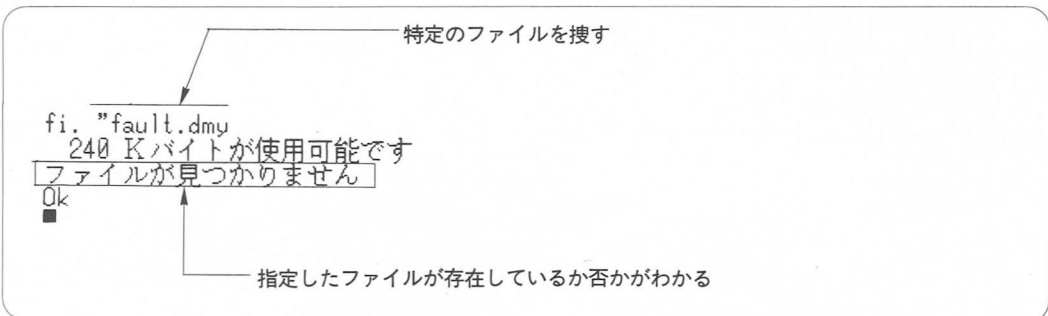 特定のファイルを捜す
fi. "fault.dmy
240 Kバイトが使用可能です
ファイルが見つかりません
Ok
指定したファイルが存在しているか否かがわかる